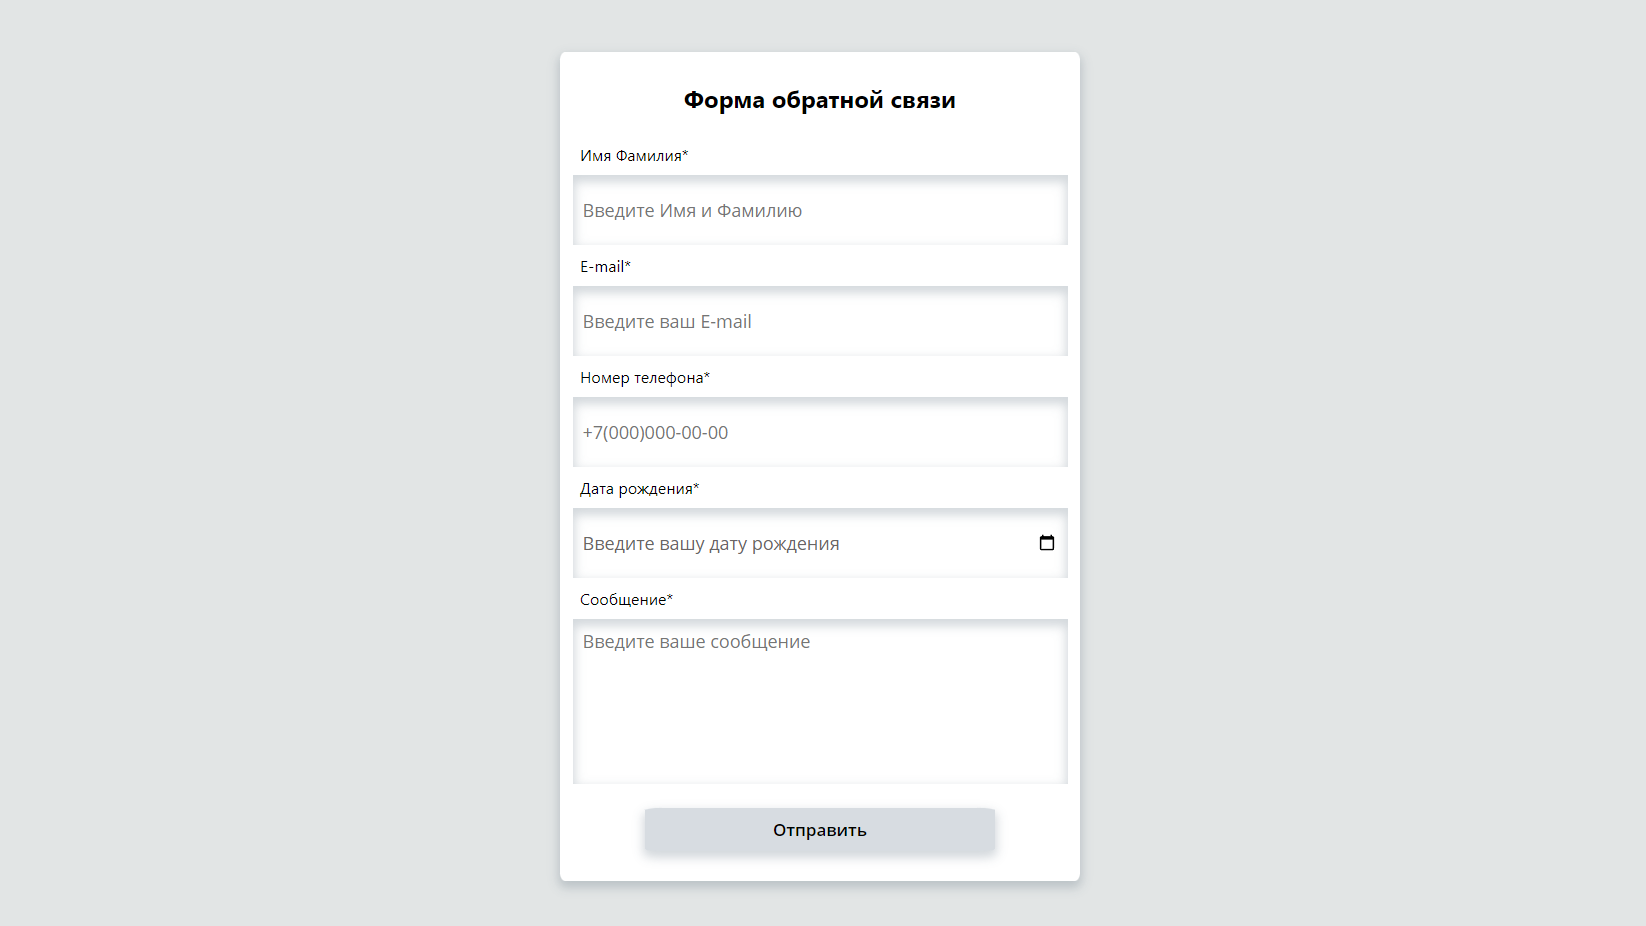 Форма обратной связи
Имя Фамилия*
Введите Имя и Фамилию
E-mail*
Введите ваш E-mail
Номер телефона*
+7(000)000-00-00
Дата рождения*
Введите вашу дату рождения
Сообщение*
Введите ваше сообщение
Отправить